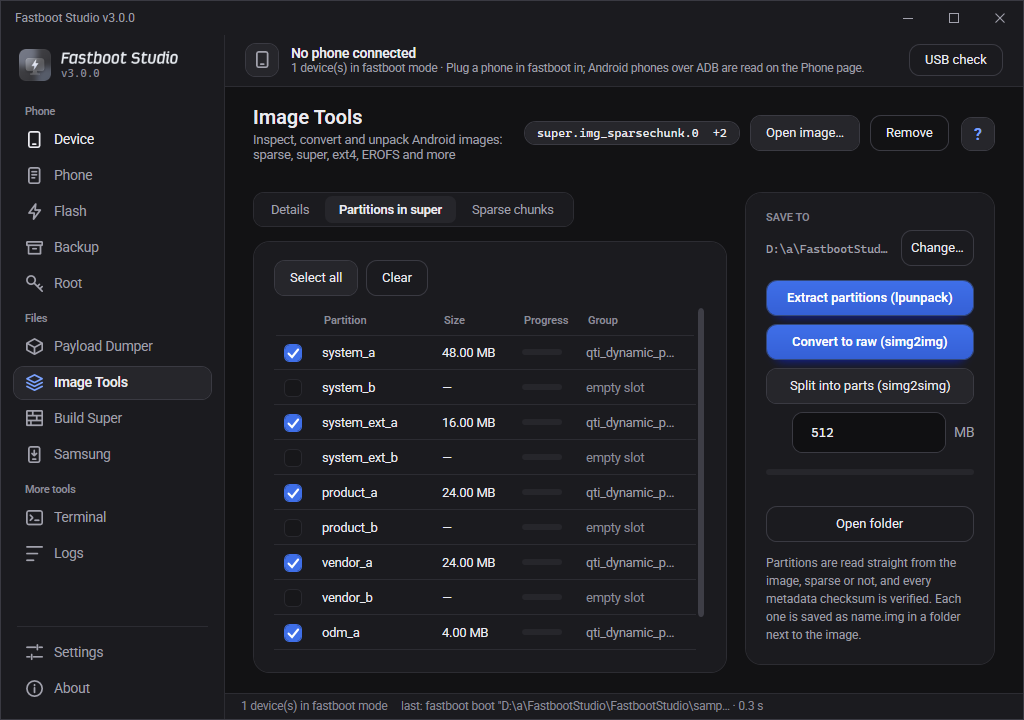 Fastboot Studio v3.0.0
Fastboot Studio
v3.0.0
Phone
Device
Phone
Flash
Backup
Root
Files
Payload Dumper
Image Tools
Build Super
Samsung
More tools
Terminal
Logs
Settings
About
No phone connected
1 device(s) in fastboot mode · Plug a phone in fastboot in; Android phones over ADB are read on the Phone page.
USB check
Image Tools
Inspect, convert and unpack Android images:
sparse, super, ext4, EROFS and more
super.img_sparsechunk.0 +2
Open image…
Remove
?
Details
Partitions in super
Sparse chunks
Select all
Clear
Partition Size Progress Group
system_a 48.00 MB qti_dynamic_p…
system_b — empty slot
system_ext_a 16.00 MB qti_dynamic_p…
system_ext_b — empty slot
product_a 24.00 MB qti_dynamic_p…
product_b — empty slot
vendor_a 24.00 MB qti_dynamic_p…
vendor_b — empty slot
odm_a 4.00 MB qti_dynamic_p…
SAVE TO
D:\a\FastbootStud…
Change…
Extract partitions (lpunpack)
Convert to raw (simg2img)
Split into parts (simg2simg)
512 MB
Open folder
Partitions are read straight from the
image, sparse or not, and every
metadata checksum is verified. Each
one is saved as name.img in a folder
next to the image.
1 device(s) in fastboot mode last: fastboot boot "D:\a\FastbootStudio\FastbootStudio\samp… · 0.3 s